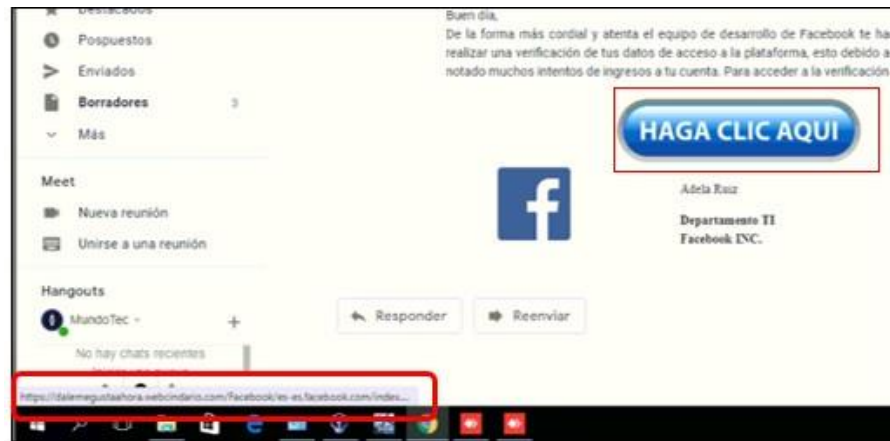 Destacados
Pospuestos
Enviados
Borradores 3
Más
Meet
Nueva reunión
Unirse a una reunión
Hangouts
MundoTec
No hay chats recientes
Buen día,
De la forma más cordial y atenta el equipo de desarrollo de Facebook te ha
realizar una verificación de tus datos de acceso a la plataforma, esto debido a
notado muchos intentos de ingresos a tu cuenta. Para acceder a la verificación
HAGA CLIC AQUI
f
Adela Ruiz
Departamento TI
Facebook INC.
Responder
Reenviar
https://dalemegustaahora.webcindario.com/Facebook/es-es.facebook.com/index...